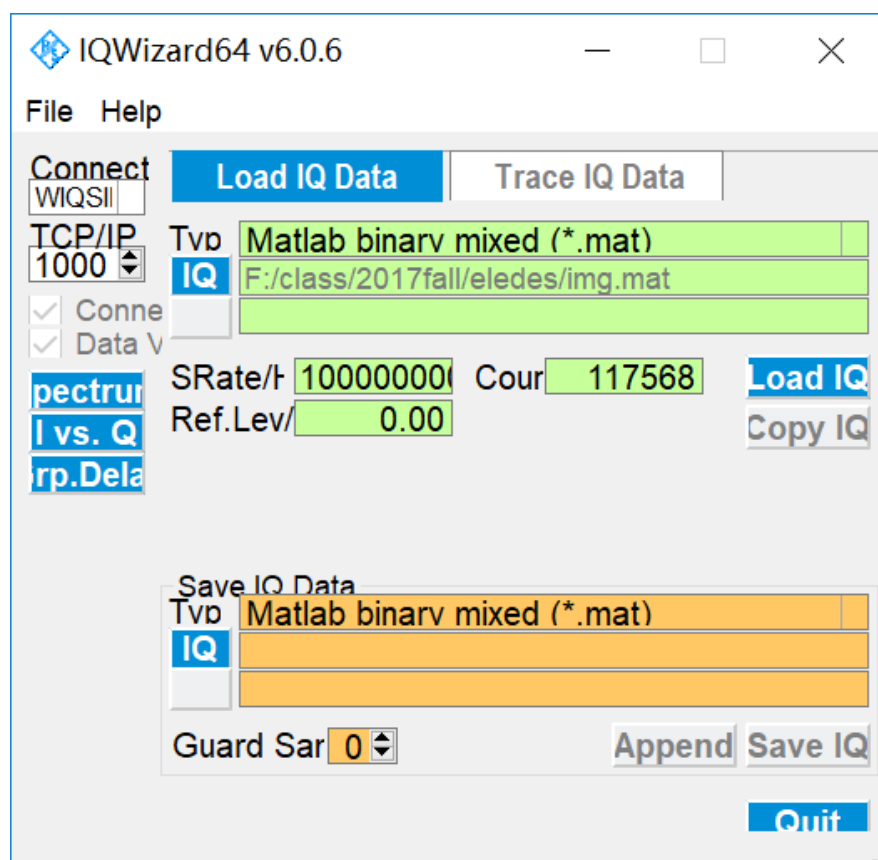 IQWizard64 v6.0.6
File Help
Connect
WIQSII
Load IQ Data Trace IQ Data
TCP/IP
1000
Typ Matlab binary mixed (*.mat)
IQ F:/class/2017fall/eledes/img.mat
Conne
Data V
SRate/H 100000000 Cour 117568 Load IQ
Ref.Lev/ 0.00 Copy IQ
pectrur
I vs. Q
rp.Dela
Save IQ Data
Typ Matlab binary mixed (*.mat)
IQ
Guard Sar 0 Append Save IQ
Quit